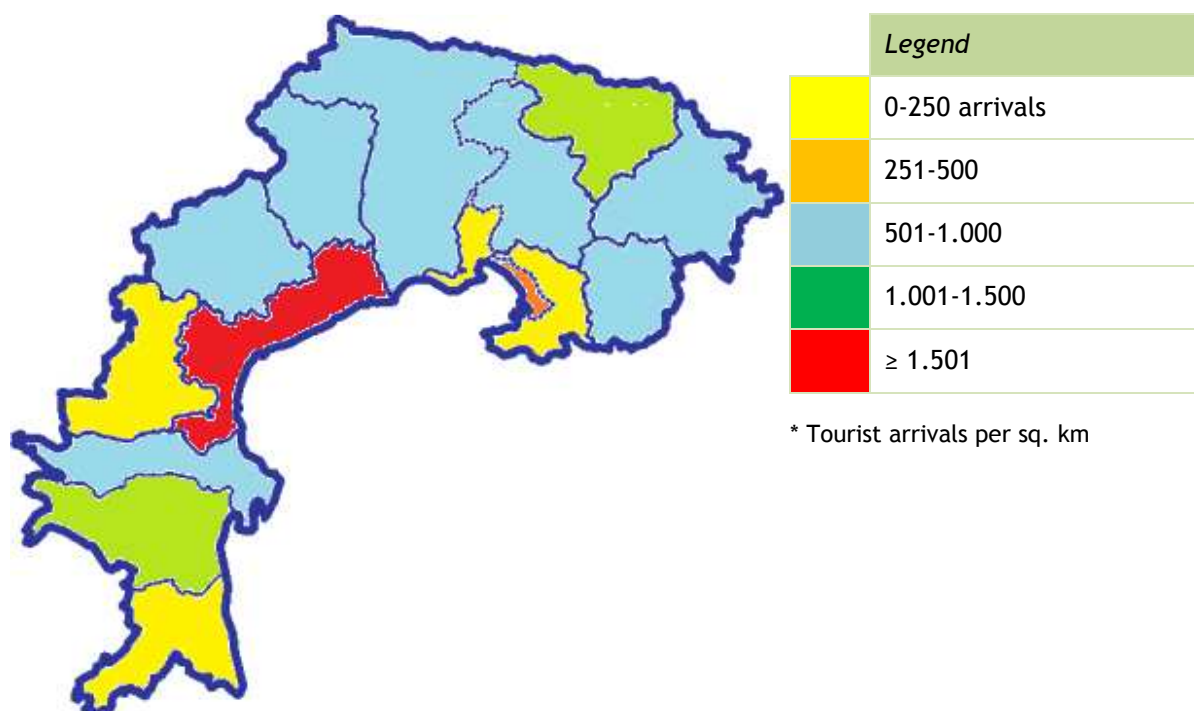 Legend
0-250 arrivals
251-500
501-1.000
1.001-1.500
≥ 1.501
* Tourist arrivals per sq. km